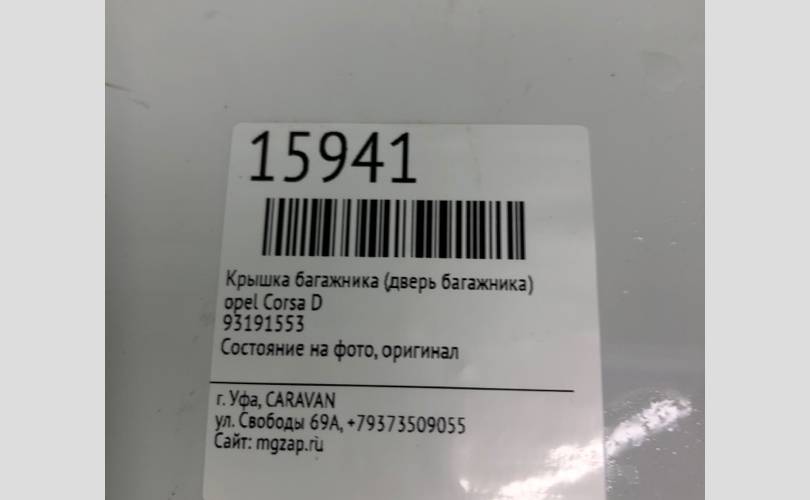 15941
Крышка багажника (дверь багажника)
opel Corsa D
93191553
Состояние на фото, оригинал
г. Уфа, CARAVAN
ул. Свободы 69А, +79373509055
Сайт: mgzap.ru